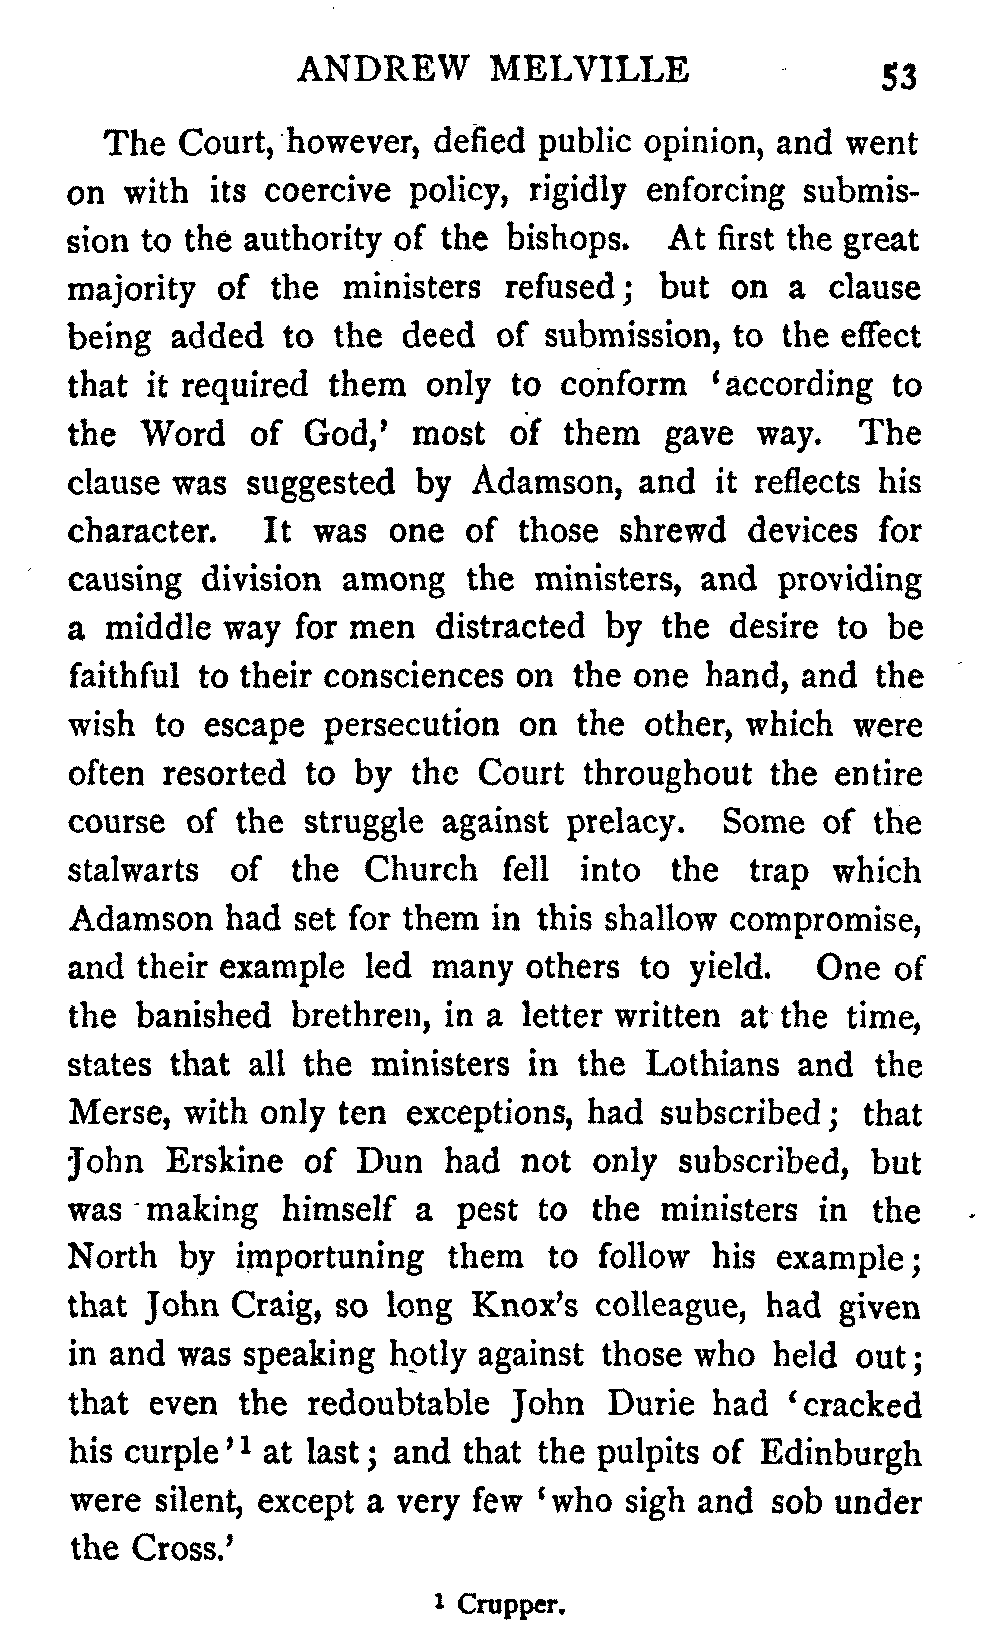 ANDREW MELVILLE 53
The Court, however, defied public opinion, and went
on with its coercive policy, rigidly enforcing submis-
sion to the authority of the bishops. At first the great
majority of the ministers refused; but on a clause
being added to the deed of submission, to the effect
that it required them only to conform ‘according to
the Word of God,’ most of them gave way. The
clause was suggested by Adamson, and it reflects his
character. It was one of those shrewd devices for
causing division among the ministers, and providing
a middle way for men distracted by the desire to be
faithful to their consciences on the one hand, and the
wish to escape persecution on the other, which were
often resorted to by the Court throughout the entire
course of the struggle against prelacy. Some of the
stalwarts of the Church fell into the trap which
Adamson had set for them in this shallow compromise,
and their example led many others to yield. One of
the banished brethren, in a letter written at the time,
states that all the ministers in the Lothians and the
Merse, with only ten exceptions, had subscribed; that
John Erskine of Dun had not only subscribed, but
was making himself a pest to the ministers in the
North by importuning them to follow his example;
that John Craig, so long Knox’s colleague, had given
in and was speaking hotly against those who held out;
that even the redoubtable John Durie had ‘cracked
his curple’¹ at last; and that the pulpits of Edinburgh
were silent, except a very few ‘who sigh and sob under
the Cross.’
¹ Crupper.